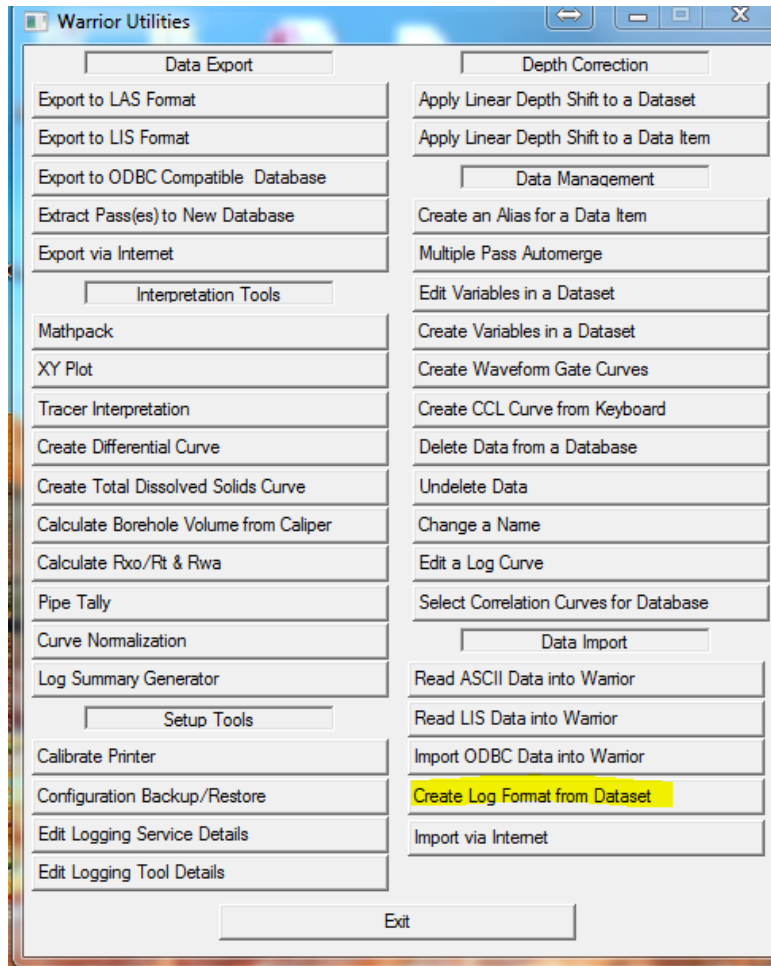 Warrior Utilities
Data Export
Export to LAS Format
Export to LIS Format
Export to ODBC Compatible Database
Extract Pass(es) to New Database
Export via Internet
Interpretation Tools
Mathpack
XY Plot
Tracer Interpretation
Create Differential Curve
Create Total Dissolved Solids Curve
Calculate Borehole Volume from Caliper
Calculate Rxo/Rt & Rwa
Pipe Tally
Curve Normalization
Log Summary Generator
Setup Tools
Calibrate Printer
Configuration Backup/Restore
Edit Logging Service Details
Edit Logging Tool Details
Depth Correction
Apply Linear Depth Shift to a Dataset
Apply Linear Depth Shift to a Data Item
Data Management
Create an Alias for a Data Item
Multiple Pass Automerge
Edit Variables in a Dataset
Create Variables in a Dataset
Create Waveform Gate Curves
Create CCL Curve from Keyboard
Delete Data from a Database
Undelete Data
Change a Name
Edit a Log Curve
Select Correlation Curves for Database
Data Import
Read ASCII Data into Warrior
Read LIS Data into Warrior
Import ODBC Data into Warrior
Create Log Format from Dataset
Import via Internet
Exit